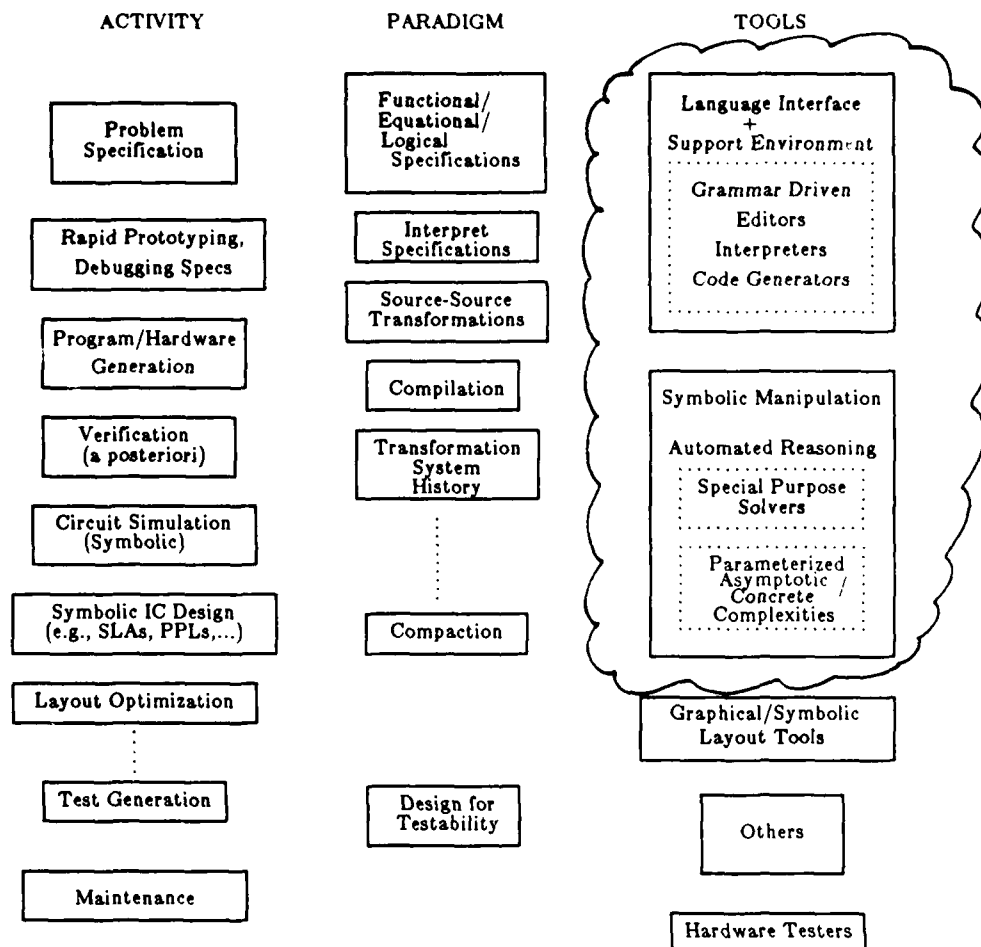 ACTIVITY
Problem
Specification
Rapid Prototyping,
Debugging Specs
Program/Hardware
Generation
Verification
(a posteriori)
Circuit Simulation
(Symbolic)
Symbolic IC Design
(e.g., SLAs, PPLs,...)
Layout Optimization
Test Generation
Maintenance
PARADIGM
Functional/
Equational/
Logical
Specifications
Interpret
Specifications
Source-Source
Transformations
Compilation
Transformation
System
History
Compaction
Design for
Testability
TOOLS
Language Interface
+
Support Environment
Grammar Driven
Editors
Interpreters
Code Generators
Symbolic Manipulation
Automated Reasoning
Special Purpose
Solvers
Parameterized
Asymptotic /
Concrete
Complexities
Graphical/Symbolic
Layout Tools
Others
Hardware Testers